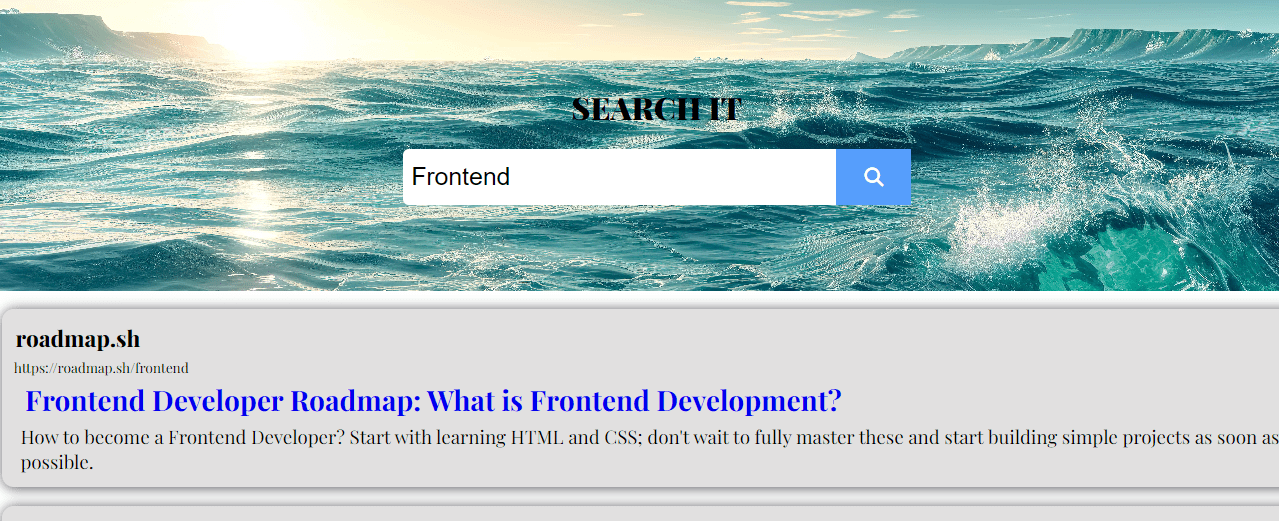 SEARCH IT
Frontend
roadmap.sh
https://roadmap.sh/frontend
Frontend Developer Roadmap: What is Frontend Development?
How to become a Frontend Developer? Start with learning HTML and CSS; don't wait to fully master these and start building simple projects as soon as
possible.